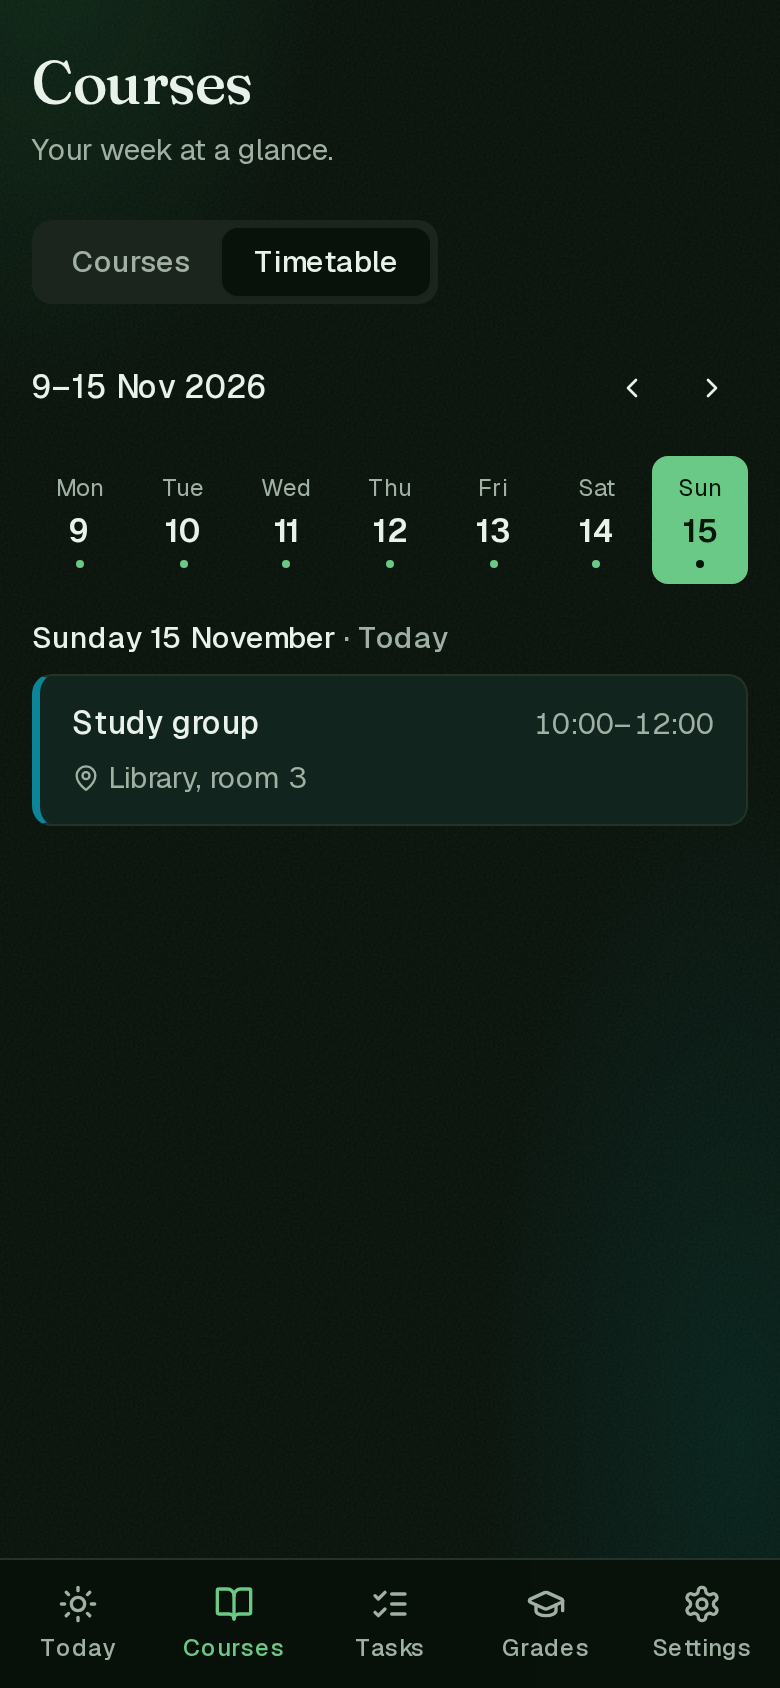 Courses
Your week at a glance.
Courses Timetable
9–15 Nov 2026
Mon Tue Wed Thu Fri Sat Sun
9 10 11 12 13 14 15
Sunday 15 November · Today
Study group 10:00–12:00
Library, room 3
Today Courses Tasks Grades Settings